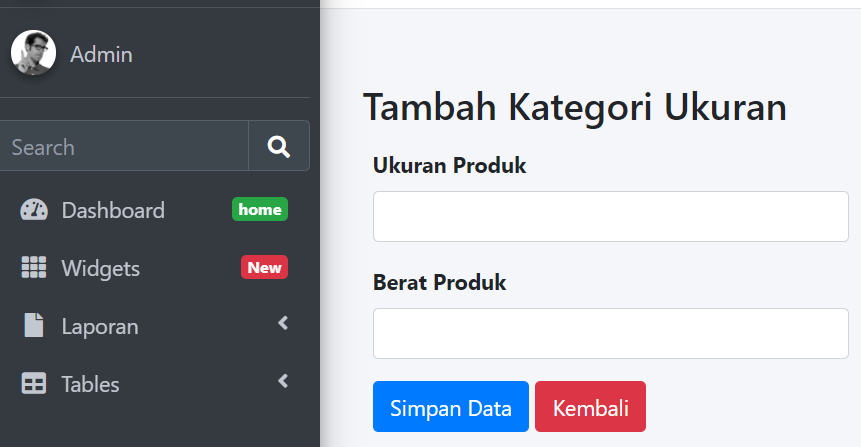 Admin
Search
Dashboard home
Widgets New
Laporan
Tables
Tambah Kategori Ukuran
Ukuran Produk
Berat Produk
Simpan Data Kembali